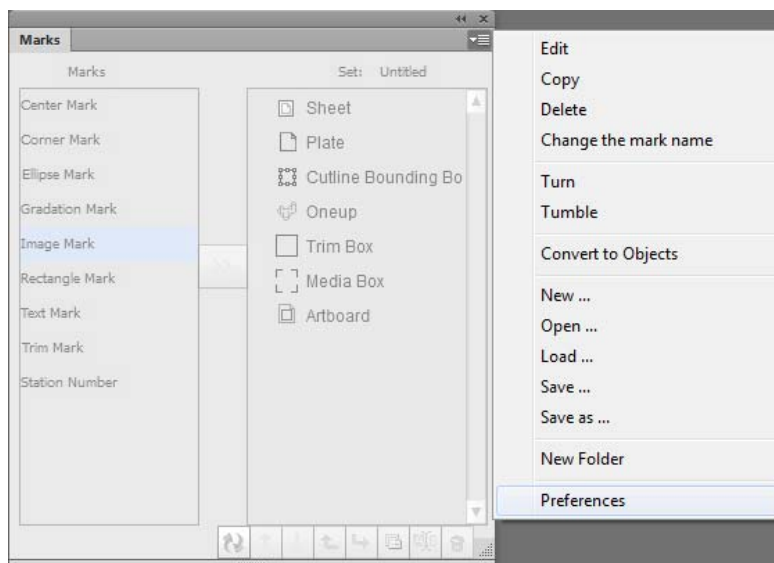 Marks
Marks
Set: Untitled
Center Mark
Corner Mark
Ellipse Mark
Gradation Mark
Image Mark
Rectangle Mark
Text Mark
Trim Mark
Station Number
>>
Sheet
Plate
Cutline Bounding Bo
Oneup
Trim Box
Media Box
Artboard
Edit
Copy
Delete
Change the mark name
Turn
Tumble
Convert to Objects
New ...
Open ...
Load ...
Save ...
Save as ...
New Folder
Preferences